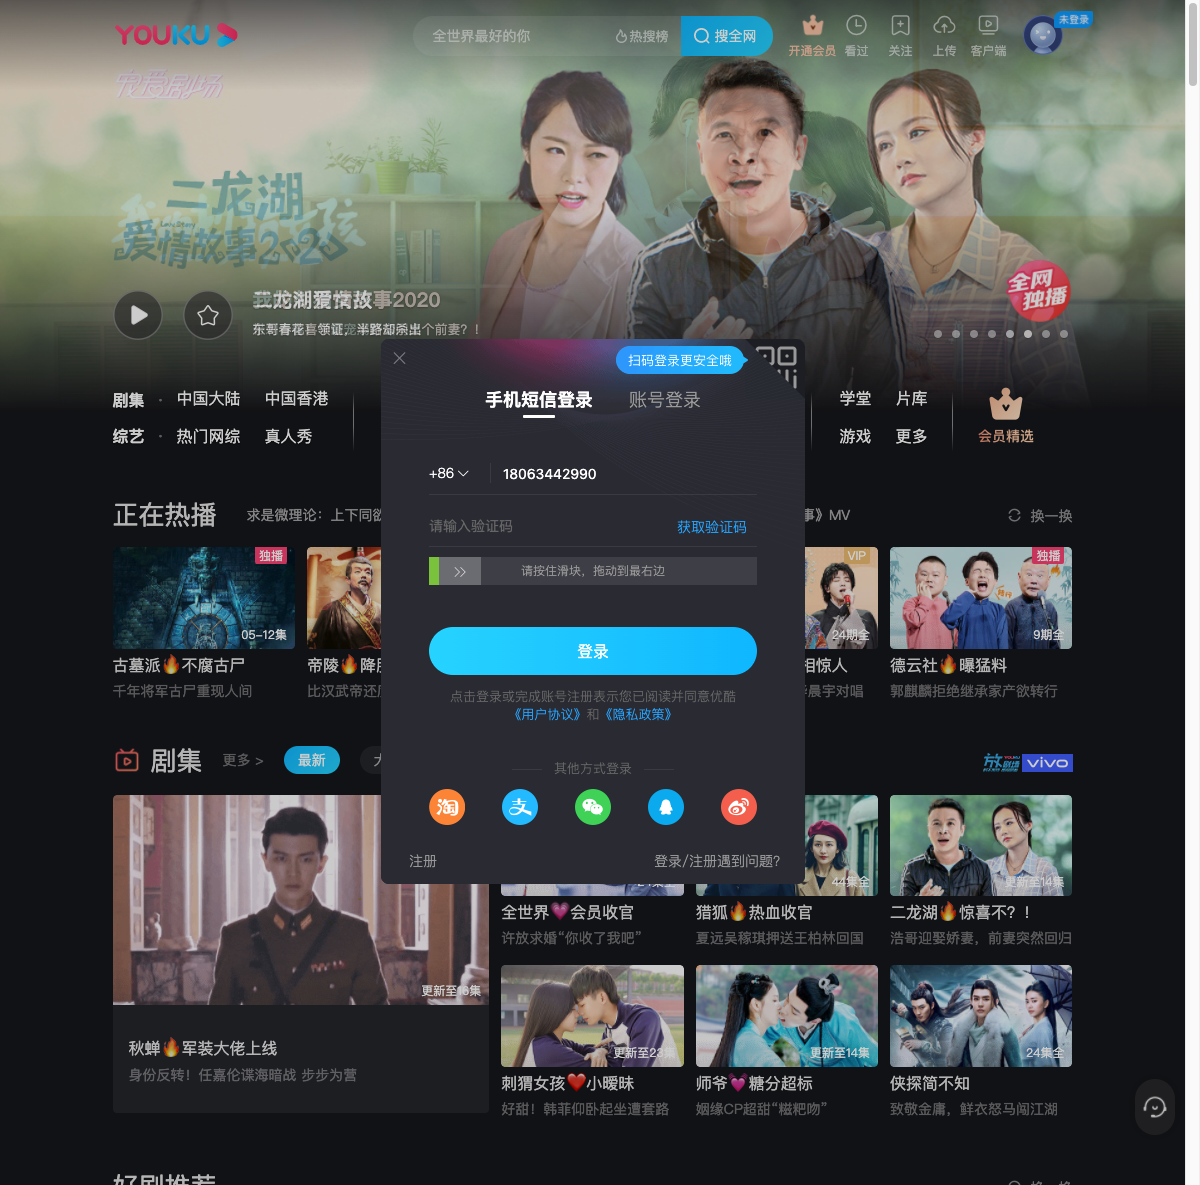 YOUKU
全世界最好的你
热搜榜
搜全网
开通会员
看过
关注
上传
客户端
未登录
我爱剧场
二龙湖
爱情故事2020
二龙湖爱情故事2020
全网
独播
扫码登录更安全哦
手机短信登录
账号登录
剧集
·
中国大陆
中国香港
学堂
片库
综艺
·
热门网综
真人秀
游戏
更多
会员精选
+86
18063442990
正在热播
求是微理论：上下同欲
事》MV
换一换
请输入验证码
获取验证码
请按住滑块，拖动到最右边
独播
VIP
独播
05-12集
24期全
9期全
古墓派🔥不腐古尸
帝陵🔥降
相惊人
德云社🔥曝猛料
千年将军古尸重现人间
比汉武帝还
晨宇对唱
郭麒麟拒绝继承家产欲转行
登录
点击登录或完成账号注册表示您已阅读并同意优酷
《用户协议》和《隐私政策》
剧集
更多 >
最新
放剧场
vivo
其他方式登录
淘
支
注册
登录/注册遇到问题?
44集全
更新至14集
全世界💗会员收官
猎狐🔥热血收官
二龙湖🔥惊喜不？！
许放求婚“你收了我吧”
夏远吴稼琪押送王柏林回国
浩哥迎娶娇妻，前妻突然回归
更新至16集
秋蝉🔥军装大佬上线
身份反转！任嘉伦谍海暗战 步步为营
更新至23集
更新至14集
24集全
刺猬女孩❤️小暧昧
师爷💓糖分超标
侠探简不知
好甜！韩菲仰卧起坐遭套路
姻缘CP超甜“糍粑吻”
致敬金庸，鲜衣怒马闯江湖
好剧推荐
换一换